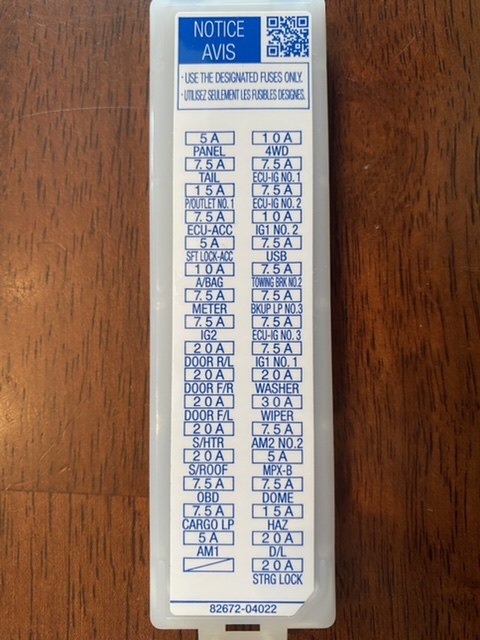 NOTICE
AVIS
· USE THE DESIGNATED FUSES ONLY.
· UTILISEZ SEULEMENT LES FUSIBLES DESIGNES.
5 A 10 A
PANEL 4WD
7. 5 A 7. 5 A
TAIL ECU-IG NO. 1
15 A 7. 5 A
P/OUTLET NO. 1 ECU-IG NO. 2
7. 5 A 10 A
ECU-ACC IG1 NO. 2
5 A 7. 5 A
SFT LOCK-ACC USB
10 A 7. 5 A
A/BAG TOWING BRK NO.2
7. 5 A 7. 5 A
METER BKUP LP NO.3
7. 5 A 7. 5 A
IG2 ECU-IG NO. 3
20 A 7. 5 A
DOOR R/L IG1 NO. 1
20 A 20 A
DOOR F/R WASHER
20 A 30 A
DOOR F/L WIPER
20 A 7. 5 A
S/HTR AM2 NO.2
20 A 5 A
S/ROOF MPX-B
7. 5 A 7. 5 A
OBD DOME
7. 5 A 15 A
CARGO LP HAZ
5 A 20 A
AM1 D/L
20 A
STRG LOCK
82672-04022